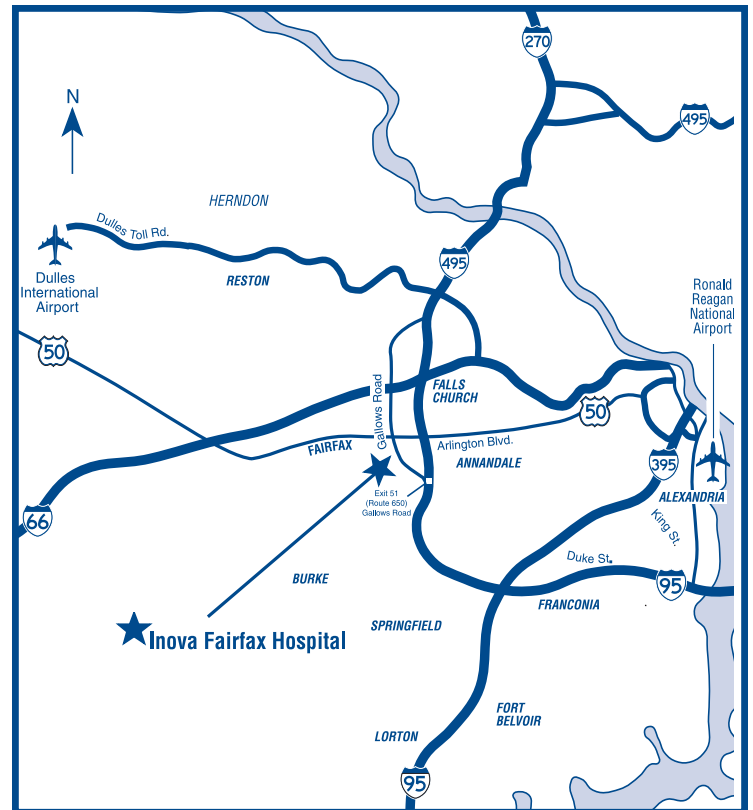 270
495
N
HERNDON
Dulles Toll Rd.
495
Dulles
International
Airport
RESTON
Ronald
Reagan
National
Airport
50
FALLS
CHURCH
Gallows Road
50
FAIRFAX
Arlington Blvd.
ANNANDALE
395
Exit 51
(Route 650)
Gallows Road
ALEXANDRIA
66
King St.
Duke St.
95
BURKE
FRANCONIA
SPRINGFIELD
Inova Fairfax Hospital
FORT
BELVOIR
LORTON
95